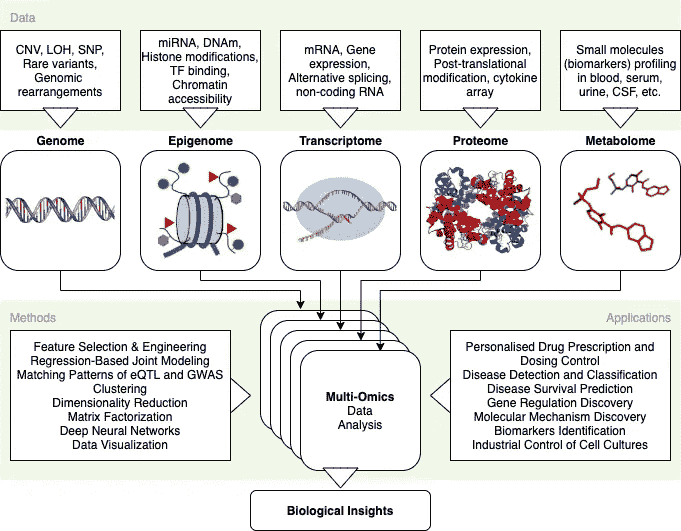 Data
CNV, LOH, SNP,
Rare variants,
Genomic
rearrangements
miRNA, DNAm,
Histone modifications,
TF binding,
Chromatin
accessibility
mRNA, Gene
expression,
Alternative splicing,
non-coding RNA
Protein expression,
Post-translational
modification, cytokine
array
Small molecules
(biomarkers) profiling
in blood, serum,
urine, CSF, etc.
Genome
Epigenome
Transcriptome
Proteome
Metabolome
Methods
Feature Selection & Engineering
Regression-Based Joint Modeling
Matching Patterns of eQTL and GWAS
Clustering
Dimensionality Reduction
Matrix Factorization
Deep Neural Networks
Data Visualization
Multi-Omics
Data
Analysis
Applications
Personalised Drug Prescription and
Dosing Control
Disease Detection and Classification
Disease Survival Prediction
Gene Regulation Discovery
Molecular Mechanism Discovery
Biomarkers Identification
Industrial Control of Cell Cultures
Biological Insights